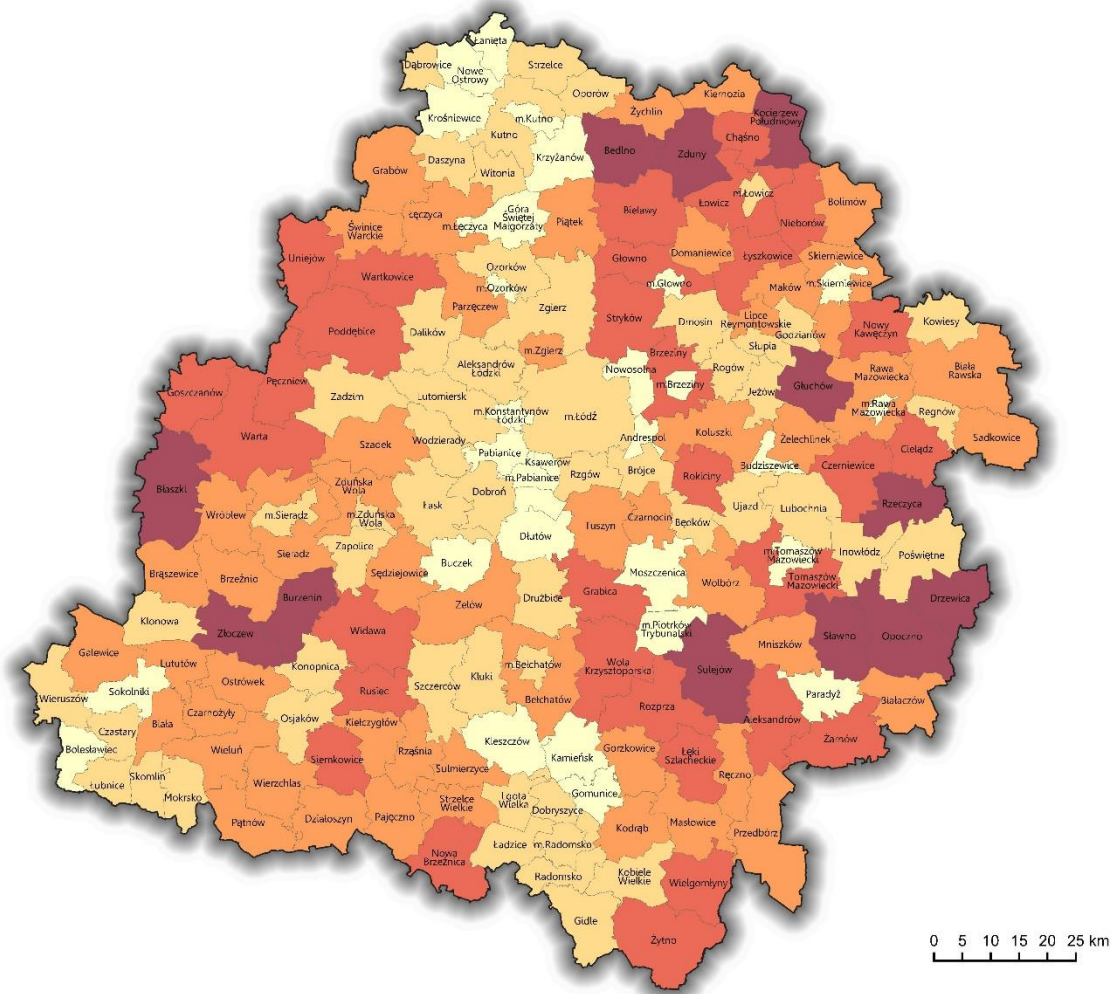 Łanięta
Dąbrowice
Nowe
Ostrowy
Strzelce
Oporów
Krośniewice
m.Kutno
Kutno
Żychlin
Kiernozia
Kocierzew
Południowy
Chąśno
Bedlno
Zduny
Daszyna
Witonia
Krzyżanów
Grabów
m.Łowicz
Łowicz
Bielawy
Bolimów
Nieborów
Łęczyca
m.Łęczyca
Góra
Świętej
Małgorzaty
Piątek
Świnice
Warckie
Uniejów
Wartkowice
Ozorków
m.Ozorków
Głowno
Domaniewice
Łyszkowice
Skierniewice
m.Skierniewice
m.Głowno
Maków
Parzęczew
Zgierz
Stryków
Dmosin
Lipce
Reymontowskie
Godzianów
Nowy
Kawęczyn
Kowiesy
Poddębice
Dalików
m.Zgierz
Słupia
Brzeziny
Rogów
Aleksandrów
Łódzki
Nowosolna
m.Brzeziny
Jeżów
Głuchów
Rawa
Mazowiecka
Biała
Rawska
Goszczanów
Pęczniew
Zadzim
Lutomiersk
m.Konstantynów
Łódzki
m.Łódź
m.Rawa
Mazowiecka
Regnów
Sadkowice
Warta
Szadek
Wodzierady
Andrespol
Koluszki
Żelechlinek
Cielądz
Pabianice
Ksawerów
m.Pabianice
Rzgów
Brójce
Rokiciny
Budziszewice
Czerniewice
Błaszki
Zduńska
Wola
Dobroń
Łask
Wróblew
m.Sieradz
m.Zduńska
Wola
Tuszyn
Czarnocin
Będków
Ujazd
Lubochnia
Rzeczyca
Sieradz
Zapolice
Dłutów
Inowłódz
Poświętne
m.Tomaszów
Mazowiecki
Tomaszów
Mazowiecki
Brąszewice
Brzeźnio
Sędziejowice
Buczek
Moszczenica
Wolbórz
Burzenin
Zelów
Drużbice
Grabica
Drzewica
Klonowa
Złoczew
Widawa
m.Piotrków
Trybunalski
Mniszków
Sławno
Opoczno
Galewice
Lututów
Konopnica
Kluki
m.Bełchatów
Wola
Krzysztoporska
Sulejów
Wieruszów
Sokolniki
Ostrówek
Rusiec
Szczerców
Bełchatów
Rozprza
Paradyż
Białaczów
Czastary
Biała
Czarnożyły
Osjaków
Kiełczygłów
Aleksandrów
Żarnów
Bolesławiec
Wieluń
Siemkowice
Rząśnia
Kleszczów
Kamieńsk
Gorzkowice
Łęki
Szlacheckie
Ręczno
Łubnice
Skomlin
Mokrsko
Wierzchlas
Sulmierzyce
Gomunice
Pątnów
Działoszyn
Pajęczno
Strzelce
Wielkie
Lgota
Wielka
Dobryszyce
Kodrąb
Masłowice
Przedbórz
Nowa
Brzeźnica
Ładzice
m.Radomsko
Radomsko
Kobiele
Wielkie
Wielgomłyny
Gidle
Żytno
0 5 10 15 20 25 km